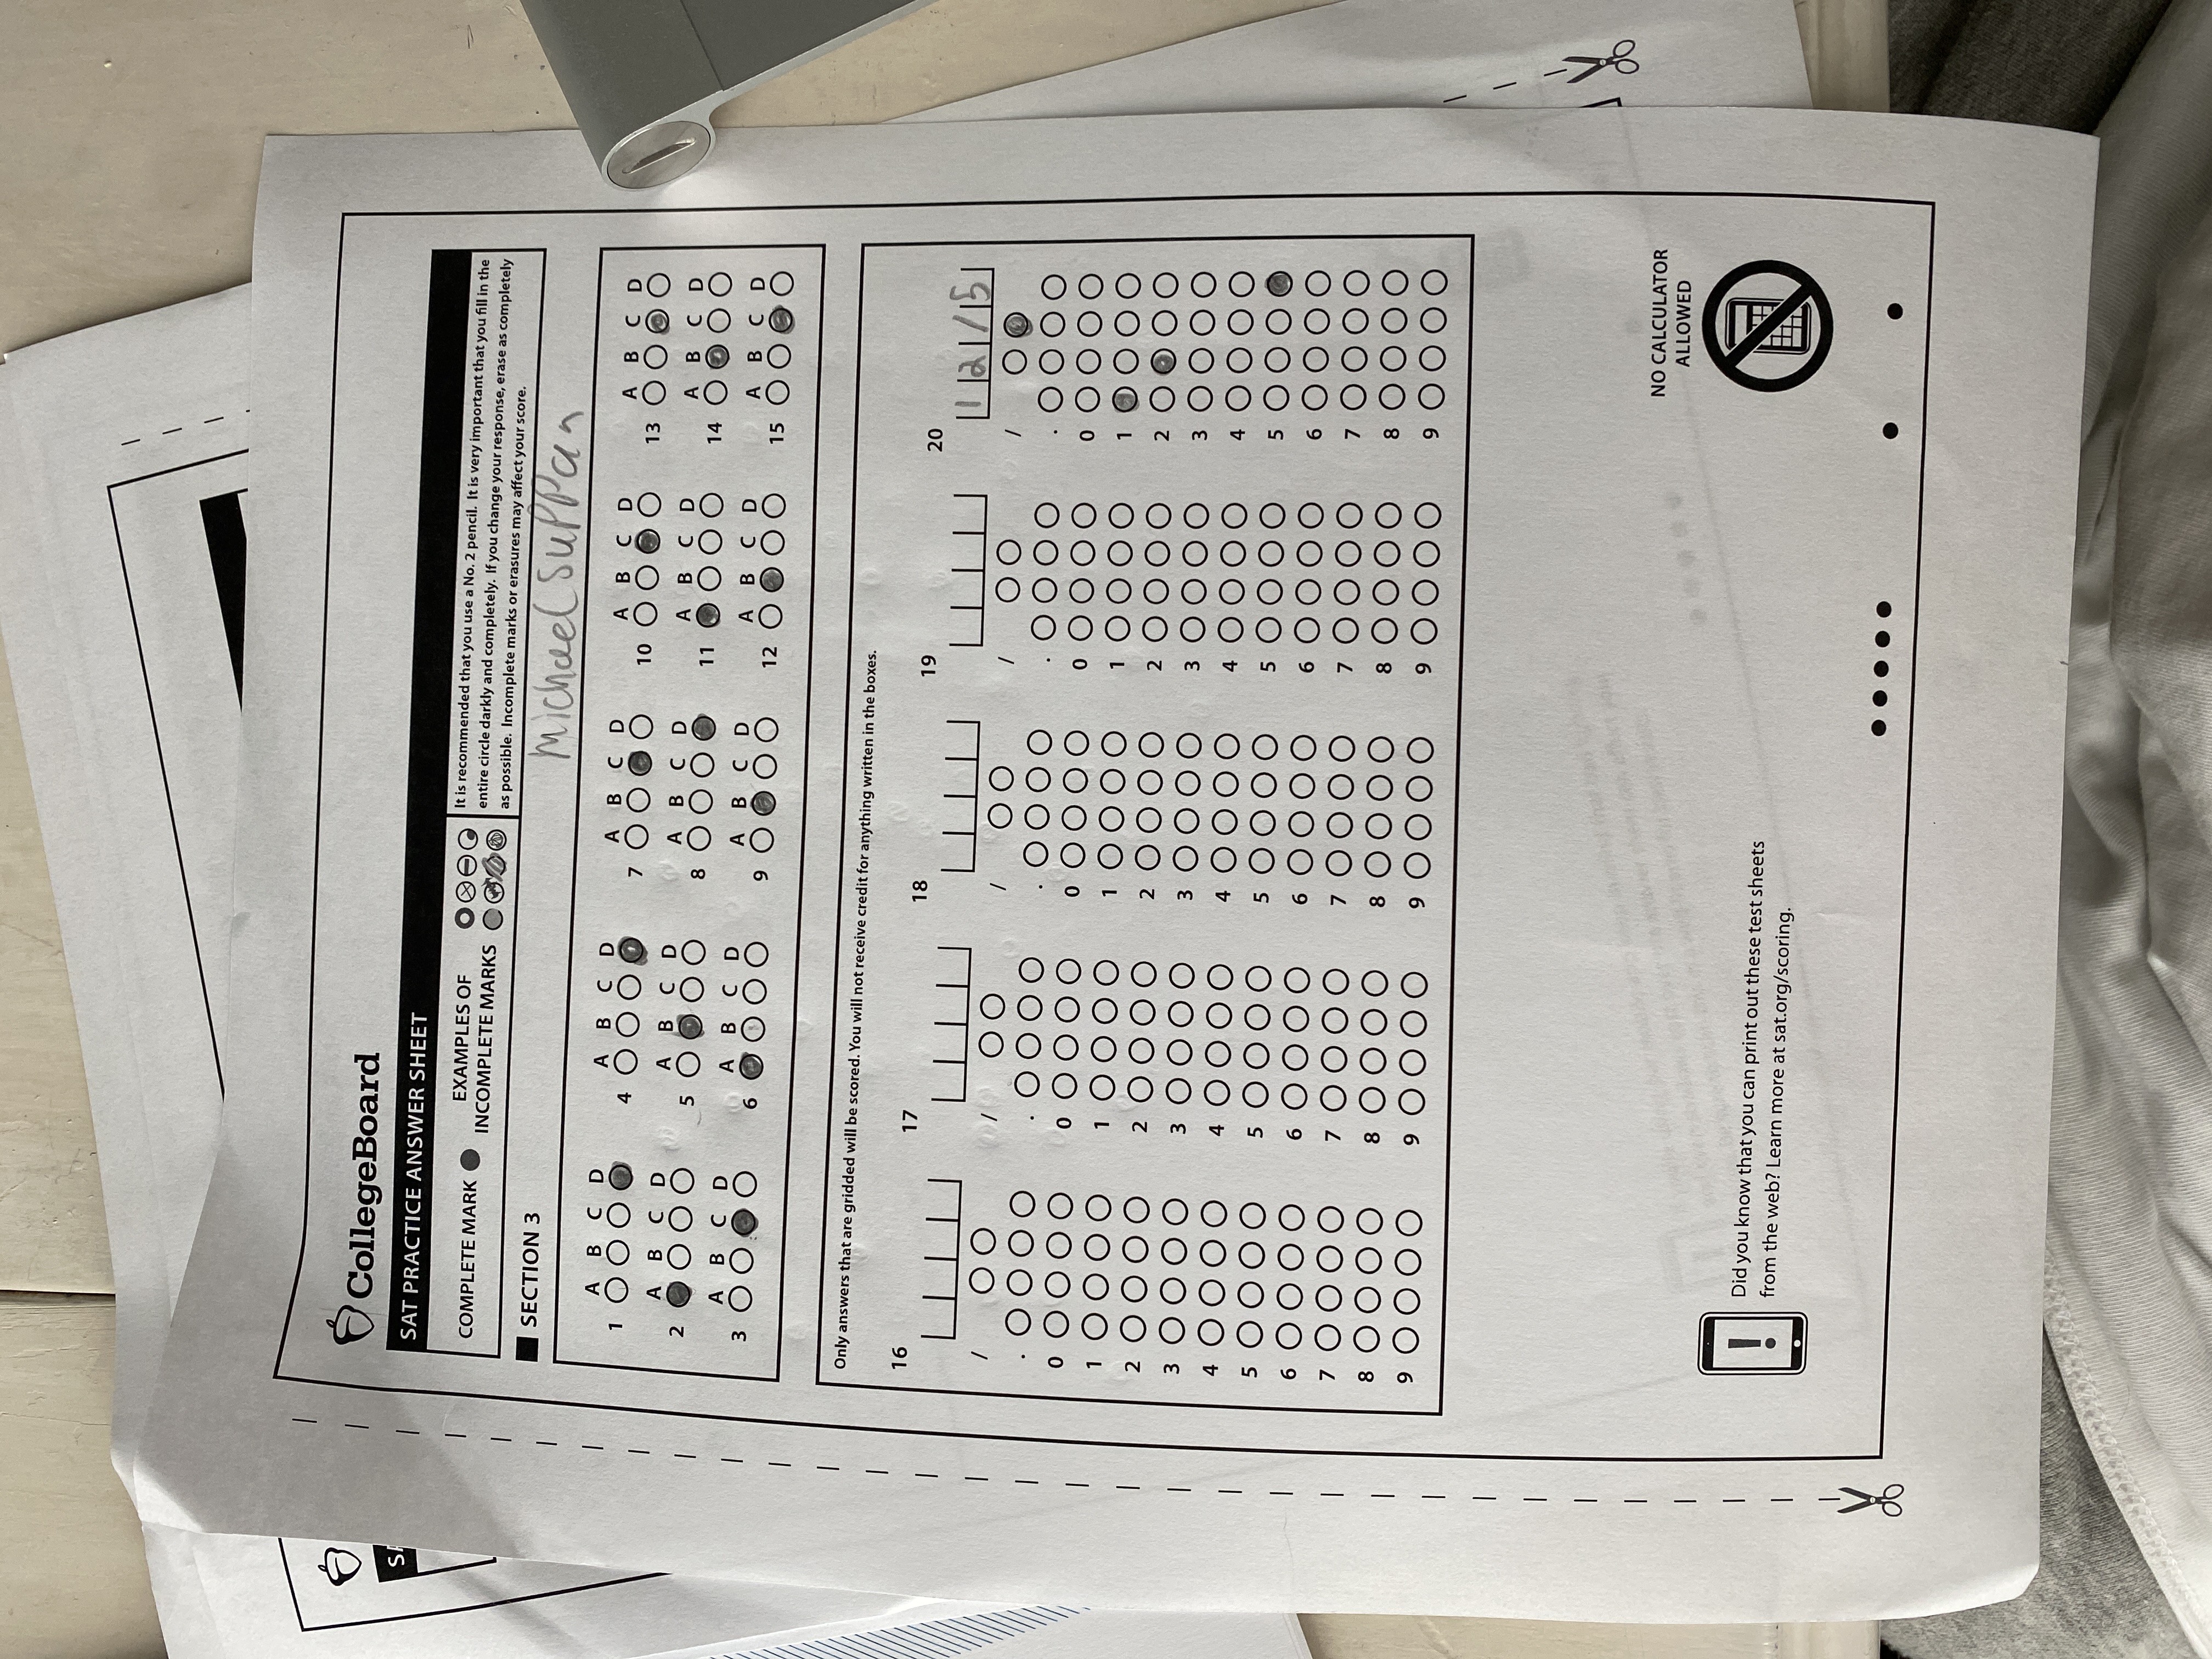 CollegeBoard
SAT PRACTICE ANSWER SHEET
COMPLETE MARK
EXAMPLES OF
INCOMPLETE MARKS
It is recommended that you use a No. 2 pencil. It is very important that you fill in the
entire circle darkly and completely. If you change your response, erase as completely
as possible. Incomplete marks or erasures may affect your score.
SECTION 3
Michael Suppan
1 A B C D
2 A B C D
3 A B C D
4 A B C D
5 A B C D
6 A B C D
7 A B C D
8 A B C D
9 A B C D
10 A B C D
11 A B C D
12 A B C D
13 A B C D
14 A B C D
15 A B C D
Only answers that are gridded will be scored. You will not receive credit for anything written in the boxes.
16
/
.
0
1
2
3
4
5
6
7
8
9
17
/
.
0
1
2
3
4
5
6
7
8
9
18
/
.
0
1
2
3
4
5
6
7
8
9
19
/
.
0
1
2
3
4
5
6
7
8
9
20
12/5
/
.
0
1
2
3
4
5
6
7
8
9
NO CALCULATOR
ALLOWED
Did you know that you can print out these test sheets
from the web? Learn more at sat.org/scoring.